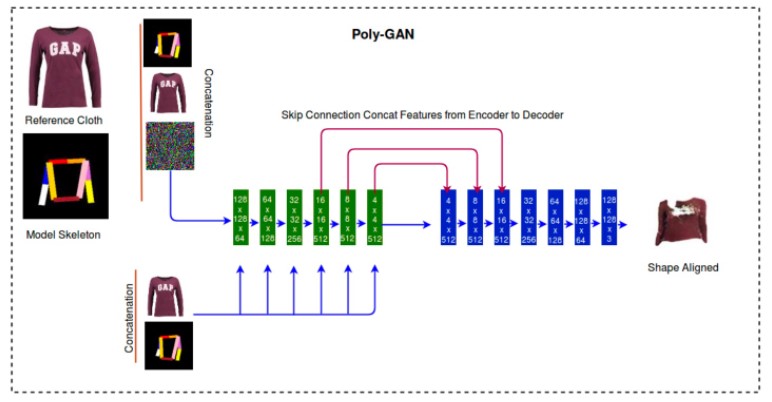 Poly-GAN
GAP
Reference Cloth
Model Skeleton
GAP
Concatenation
Skip Connection Concat Features from Encoder to Decoder
128 x 128 x 64
64 x 64 x 128
32 x 32 x 256
16 x 16 x 512
8 x 8 x 512
4 x 4 x 512
4 x 4 x 512
8 x 8 x 512
16 x 16 x 512
32 x 32 x 256
64 x 64 x 128
128 x 128 x 64
128 x 128 x 3
Shape Aligned
Concatenation
GAP